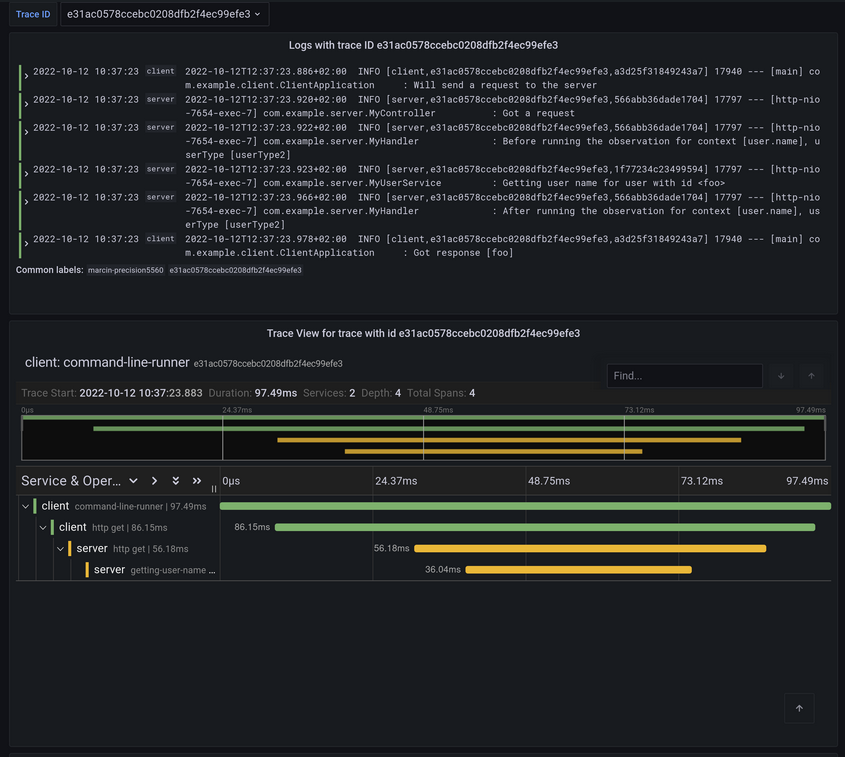 Trace ID e31ac0578ccebc0208dfb2f4ec99efe3
Logs with trace ID e31ac0578ccebc0208dfb2f4ec99efe3
2022-10-12 10:37:23 client 2022-10-12T12:37:23.886+02:00 INFO [client,e31ac0578ccebc0208dfb2f4ec99efe3,a3d25f31849243a7] 17940 --- [main] co
m.example.client.ClientApplication : Will send a request to the server
2022-10-12 10:37:23 server 2022-10-12T12:37:23.920+02:00 INFO [server,e31ac0578ccebc0208dfb2f4ec99efe3,566abb36dade1704] 17797 --- [http-nio
-7654-exec-7] com.example.server.MyController : Got a request
2022-10-12 10:37:23 server 2022-10-12T12:37:23.922+02:00 INFO [server,e31ac0578ccebc0208dfb2f4ec99efe3,566abb36dade1704] 17797 --- [http-nio
-7654-exec-7] com.example.server.MyHandler : Before running the observation for context [user.name], u
serType [userType2]
2022-10-12 10:37:23 server 2022-10-12T12:37:23.923+02:00 INFO [server,e31ac0578ccebc0208dfb2f4ec99efe3,1f77234c23499594] 17797 --- [http-nio
-7654-exec-7] com.example.server.MyUserService : Getting user name for user with id <foo>
2022-10-12 10:37:23 server 2022-10-12T12:37:23.966+02:00 INFO [server,e31ac0578ccebc0208dfb2f4ec99efe3,566abb36dade1704] 17797 --- [http-nio
-7654-exec-7] com.example.server.MyHandler : After running the observation for context [user.name], us
erType [userType2]
2022-10-12 10:37:23 client 2022-10-12T12:37:23.978+02:00 INFO [client,e31ac0578ccebc0208dfb2f4ec99efe3,a3d25f31849243a7] 17940 --- [main] co
m.example.client.ClientApplication : Got response [foo]
Common labels: marcin-precision5560 e31ac0578ccebc0208dfb2f4ec99efe3
Trace View for trace with id e31ac0578ccebc0208dfb2f4ec99efe3
client: command-line-runner e31ac0578ccebc0208dfb2f4ec99efe3
Find...
Trace Start: 2022-10-12 10:37:23.883 Duration: 97.49ms Services: 2 Depth: 4 Total Spans: 4
0µs 24.37ms 48.75ms 73.12ms 97.49ms
Service & Oper... 0µs 24.37ms 48.75ms 73.12ms 97.49ms
client command-line-runner | 97.49ms
client http get | 86.15ms 86.15ms
server http get | 56.18ms 56.18ms
server getting-user-name ... 36.04ms